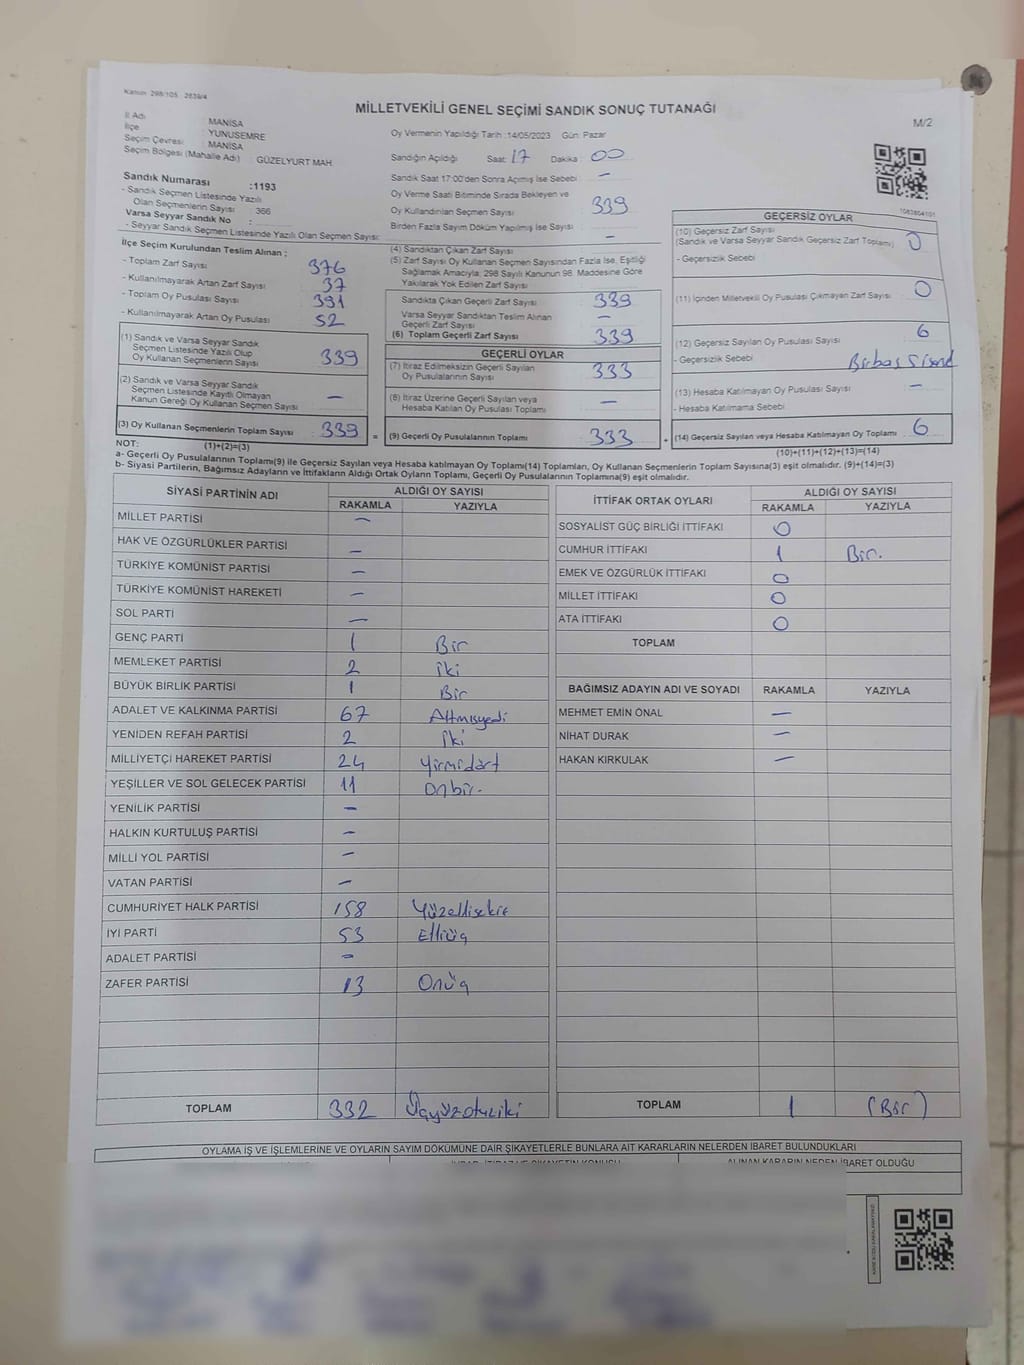 Kanun 298/105 2839/4
MİLLETVEKİLİ GENEL SEÇİMİ SANDIK SONUÇ TUTANAĞI
M/2
İl Adı MANİSA
İlçe YUNUSEMRE
Seçim Çevresi MANİSA
Seçim Bölgesi (Mahalle Adı) GÜZELYURT MAH.
Sandık Numarası :1193
- Sandık Seçmen Listesinde Yazılı
Olan Seçmenlerin Sayısı 366
Varsa Seyyar Sandık No :
- Seyyar Sandık Seçmen Listesinde Yazılı Olan Seçmen Sayısı:
Oy Vermenin Yapıldığı Tarih :14/05/2023 Gün: Pazar
Sandığın Açıldığı Saat 17 Dakika 00
Sandık Saat 17:00'den Sonra Açılmış İse Sebebi -
Oy Verme Saati Bitiminde Sırada Bekleyen ve
Oy Kullandırılan Seçmen Sayısı 339
Birden Fazla Sayım Döküm Yapılmış İse Sayısı -
1083804101
İlçe Seçim Kurulundan Teslim Alınan ;
- Toplam Zarf Sayısı 376
- Kullanılmayarak Artan Zarf Sayısı 37
- Toplam Oy Pusulası Sayısı 391
- Kullanılmayarak Artan Oy Pusulası 52
(1) Sandık ve Varsa Seyyar Sandık
Seçmen Listesinde Yazılı Olup
Oy Kullanan Seçmenlerin Sayısı 339
(2) Sandık ve Varsa Seyyar Sandık
Seçmen Listesinde Kayıtlı Olmayan
Kanun Gereği Oy Kullanan Seçmen Sayısı -
(3) Oy Kullanan Seçmenlerin Toplam Sayısı 339 =
(1)+(2)=(3)
(4) Sandıktan Çıkan Zarf Sayısı
(5) Zarf Sayısı Oy Kullanan Seçmen Sayısından Fazla İse, Eşitliği
Sağlamak Amacıyla, 298 Sayılı Kanunun 98. Maddesine Göre
Yakılarak Yok Edilen Zarf Sayısı
Sandıkta Çıkan Geçerli Zarf Sayısı 339
Varsa Seyyar Sandıktan Teslim Alınan
Geçerli Zarf Sayısı -
(6) Toplam Geçerli Zarf Sayısı 339
GEÇERLİ OYLAR
(7) İtiraz Edilmeksizin Geçerli Sayılan
Oy Pusulalarının Sayısı 333
(8) İtiraz Üzerine Geçerli Sayılan veya
Hesaba Katılan Oy Pusulası Toplamı -
(9) Geçerli Oy Pusulalarının Toplamı 333 +
GEÇERSİZ OYLAR
(10) Geçersiz Zarf Sayısı
(Sandık ve Varsa Seyyar Sandık Geçersiz Zarf Toplamı) 0
- Geçersizlik Sebebi
(11) İçinden Milletvekili Oy Pusulası Çıkmayan Zarf Sayısı 0
(12) Geçersiz Sayılan Oy Pusulası Sayısı 6
- Geçersizlik Sebebi
(13) Hesaba Katılmayan Oy Pusulası Sayısı -
- Hesaba Katılmama Sebebi
(14) Geçersiz Sayılan veya Hesaba Katılmayan Oy Toplamı 6
(10)+(11)+(12)+(13)=(14)
NOT:
a- Geçerli Oy Pusulalarının Toplamı(9) ile Geçersiz Sayılan veya Hesaba katılmayan Oy Toplamı(14) Toplamları, Oy Kullanan Seçmenlerin Toplam Sayısına(3) eşit olmalıdır. (9)+(14)=(3)
b- Siyasi Partilerin, Bağımsız Adayların ve İttifakların Aldığı Ortak Oyların Toplamı, Geçerli Oy Pusulalarının Toplamına(9) eşit olmalıdır.
SİYASİ PARTİNİN ADI ALDIĞI OY SAYISI
RAKAMLA YAZIYLA
MİLLET PARTİSİ -
HAK VE ÖZGÜRLÜKLER PARTİSİ -
TÜRKİYE KOMÜNİST PARTİSİ -
TÜRKİYE KOMÜNİST HAREKETİ -
SOL PARTİ -
GENÇ PARTİ 1 Bir
MEMLEKET PARTİSİ 2 iki
BÜYÜK BİRLİK PARTİSİ 1 Bir
ADALET VE KALKINMA PARTİSİ 67 Altmışyedi
YENİDEN REFAH PARTİSİ 2 İki
MİLLİYETÇİ HAREKET PARTİSİ 24 Yirmidört
YEŞİLLER VE SOL GELECEK PARTİSİ 11 Onbir.
YENİLİK PARTİSİ -
HALKIN KURTULUŞ PARTİSİ -
MİLLİ YOL PARTİSİ -
VATAN PARTİSİ -
CUMHURİYET HALK PARTİSİ 158 Yüzellisekiz
İYİ PARTİ 53 Elliüç
ADALET PARTİSİ -
ZAFER PARTİSİ 13 Onüç
TOPLAM 332 Üçyüzotuziki
İTTİFAK ORTAK OYLARI ALDIĞI OY SAYISI
RAKAMLA YAZIYLA
SOSYALİST GÜÇ BİRLİĞİ İTTİFAKI 0
CUMHUR İTTİFAKI 1 Bir.
EMEK VE ÖZGÜRLÜK İTTİFAKI 0
MİLLET İTTİFAKI 0
ATA İTTİFAKI 0
TOPLAM
BAĞIMSIZ ADAYIN ADI VE SOYADI RAKAMLA YAZIYLA
MEHMET EMİN ÖNAL -
NİHAT DURAK -
HAKAN KIRKULAK -
TOPLAM 1 (Bir)
OYLAMA İŞ VE İŞLEMLERİNE VE OYLARIN SAYIM DÖKÜMÜNE DAİR ŞİKAYETLERLE BUNLARA AİT KARARLARIN NELERDEN İBARET BULUNDUKLARI
ALINAN KARARIN NEDEN İBARET OLDUĞU